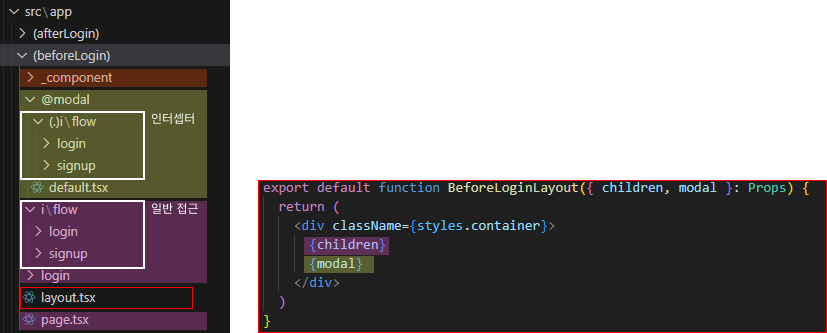 src\app
(afterLogin)
(beforeLogin)
_component
@modal
(.)i\flow 인터셉터
login
signup
default.tsx
i\flow 일반 접근
login
signup
login
layout.tsx
page.tsx
export default function BeforeLoginLayout({ children, modal }: Props) {
return (
<div className={styles.container}>
{children}
{modal}
</div>
)
}